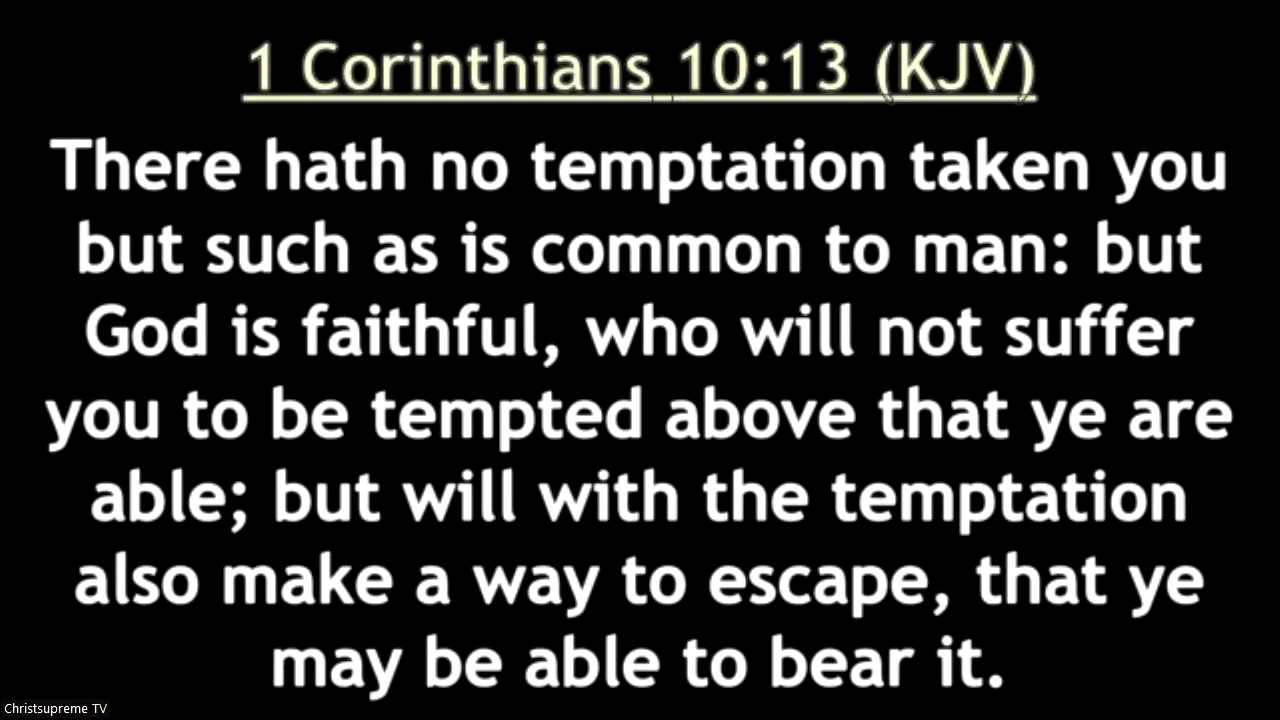 1 Corinthians 10:13 (KJV)
There hath no temptation taken you
but such as is common to man: but
God is faithful, who will not suffer
you to be tempted above that ye are
able; but will with the temptation
also make a way to escape, that ye
may be able to bear it.
Christsupreme TV